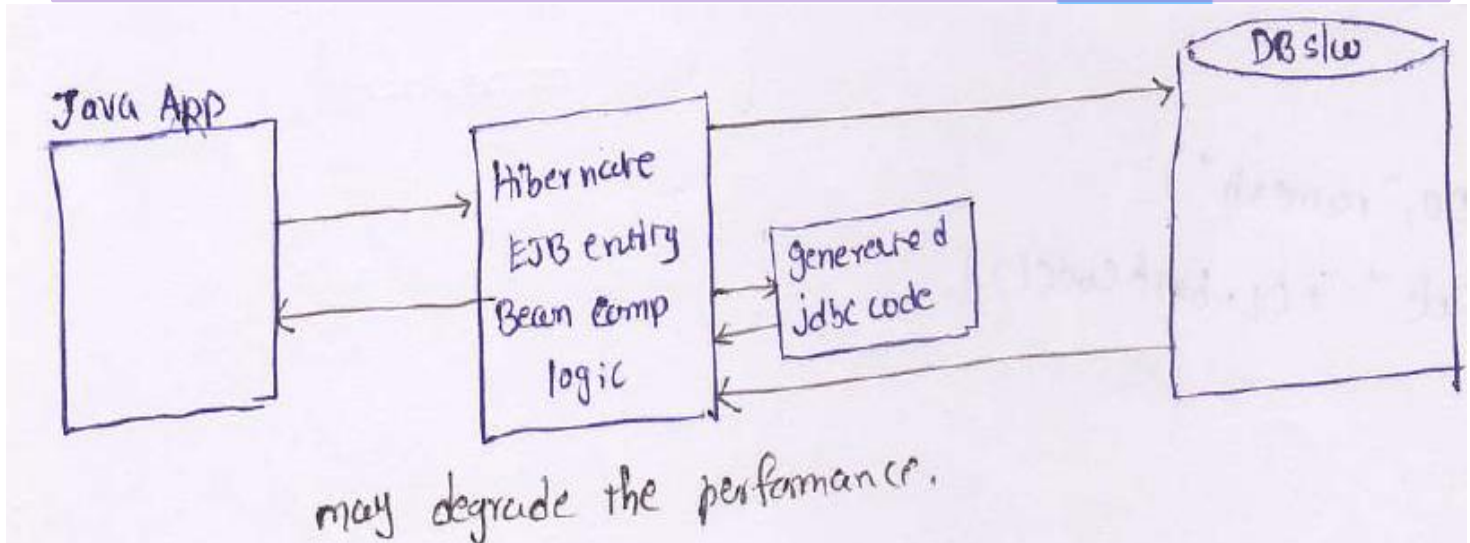 Java App
DB s/w
Hibernate
EJB entity
Bean comp
logic
generated
jdbc code
may degrade the performance.